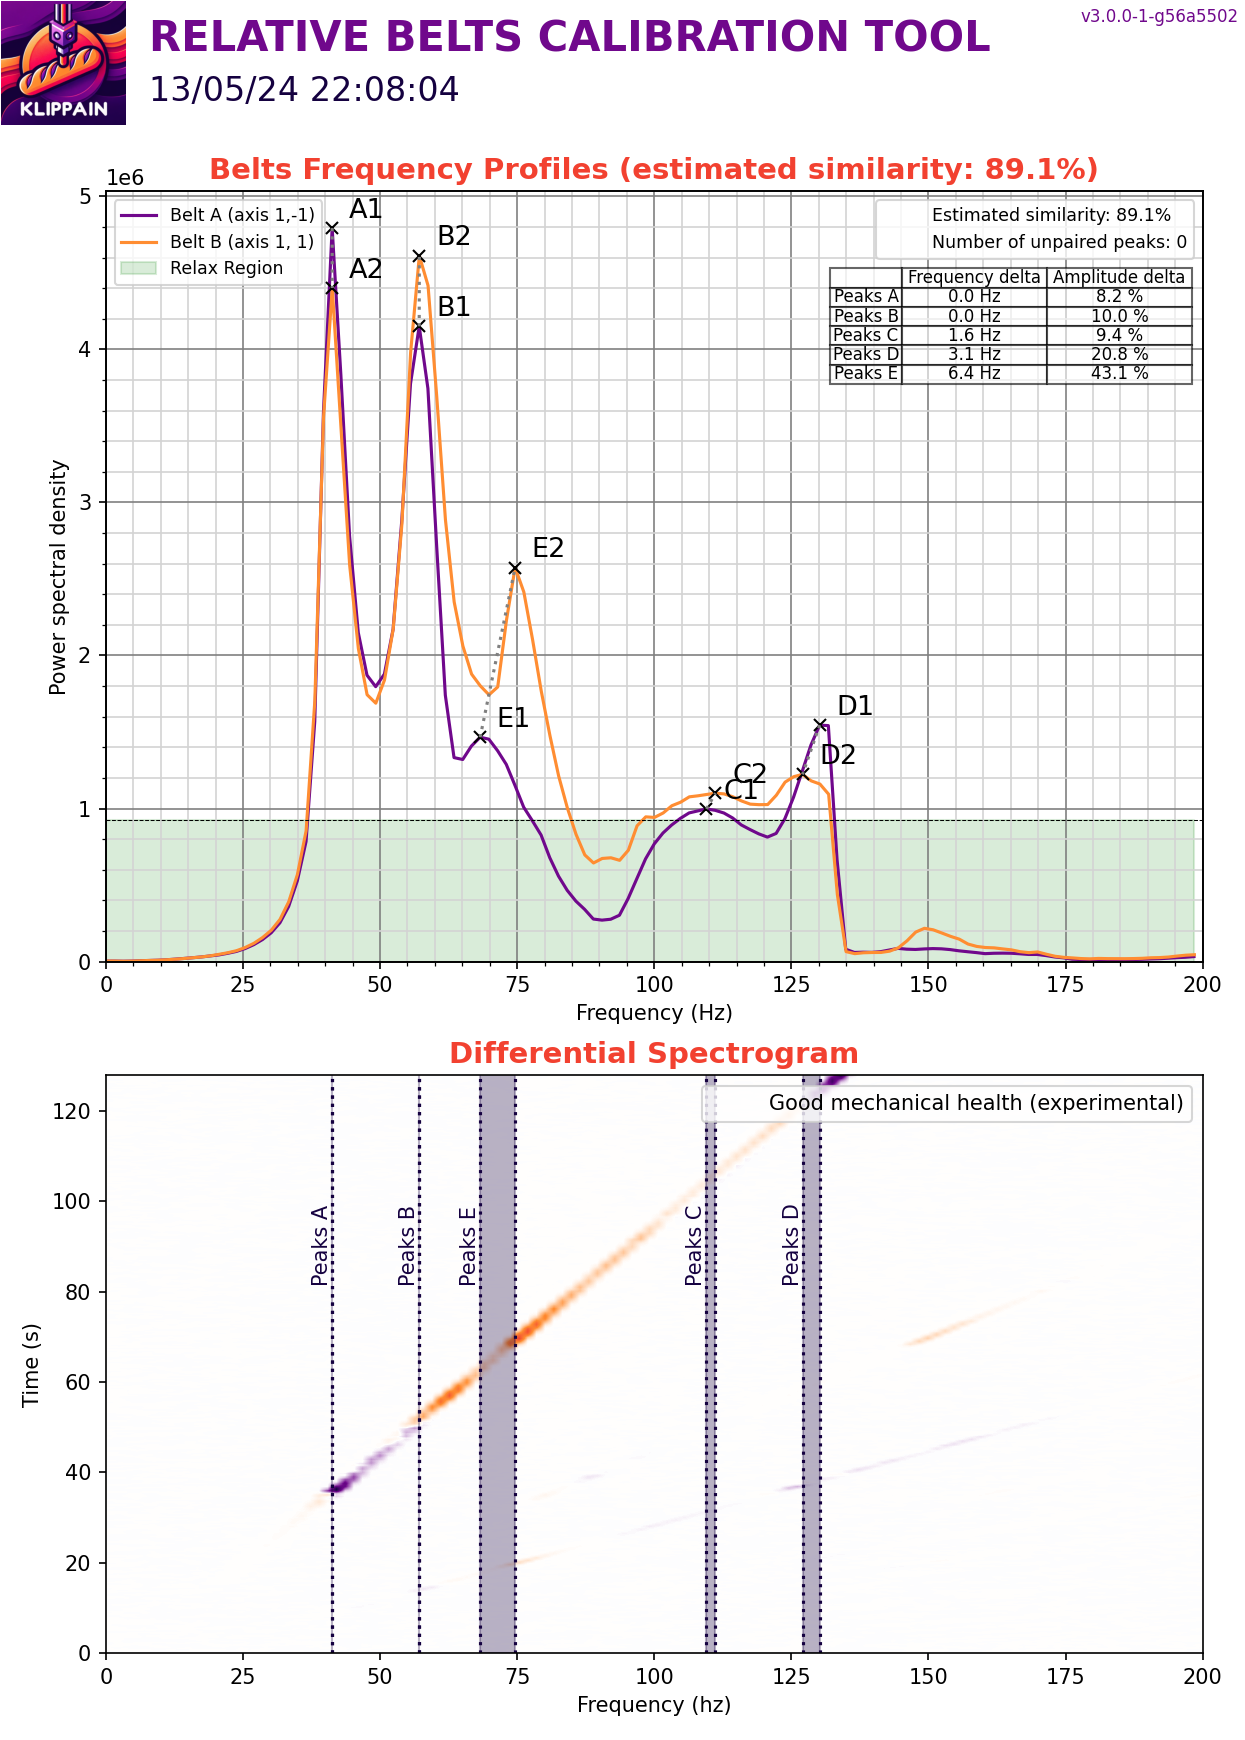 KLIPPAIN
RELATIVE BELTS CALIBRATION TOOL
13/05/24 22:08:04
v3.0.0-1-g56a5502
Belts Frequency Profiles (estimated similarity: 89.1%)
1e6
Belt A (axis 1,-1)
Belt B (axis 1, 1)
Relax Region
Estimated similarity: 89.1%
Number of unpaired peaks: 0
Frequency delta Amplitude delta
Peaks A 0.0 Hz 8.2 %
Peaks B 0.0 Hz 10.0 %
Peaks C 1.6 Hz 9.4 %
Peaks D 3.1 Hz 20.8 %
Peaks E 6.4 Hz 43.1 %
A1
A2
B2
B1
E2
E1
D1
D2
C2
C1
Power spectral density
5
4
3
2
1
0
0 25 50 75 100 125 150 175 200
Frequency (Hz)
Differential Spectrogram
Good mechanical health (experimental)
Peaks A
Peaks B
Peaks E
Peaks C
Peaks D
Time (s)
120
100
80
60
40
20
0
0 25 50 75 100 125 150 175 200
Frequency (hz)